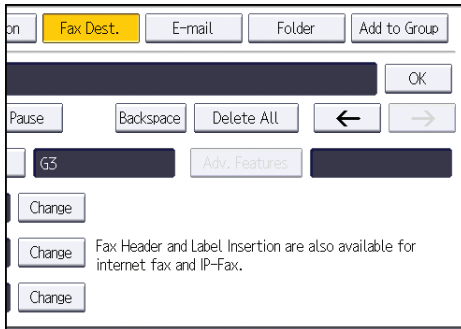 on Fax Dest. E-mail Folder Add to Group
OK
Pause Backspace Delete All ← →
G3 Adv. Features
Change
Change Fax Header and Label Insertion are also available for
internet fax and IP-Fax.
Change